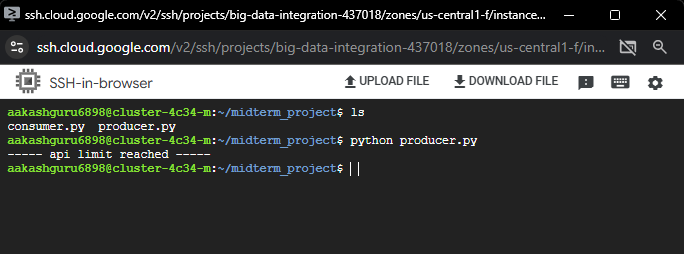 ssh.cloud.google.com/v2/ssh/projects/big-data-integration-437018/zones/us-central1-f/instance...
ssh.cloud.google.com/v2/ssh/projects/big-data-integration-437018/zones/us-central1-f/in...
SSH-in-browser UPLOAD FILE DOWNLOAD FILE
aakashguru6898@cluster-4c34-m:~/midterm_project$ ls
consumer.py  producer.py
aakashguru6898@cluster-4c34-m:~/midterm_project$ python producer.py
----- api limit reached -----
aakashguru6898@cluster-4c34-m:~/midterm_project$